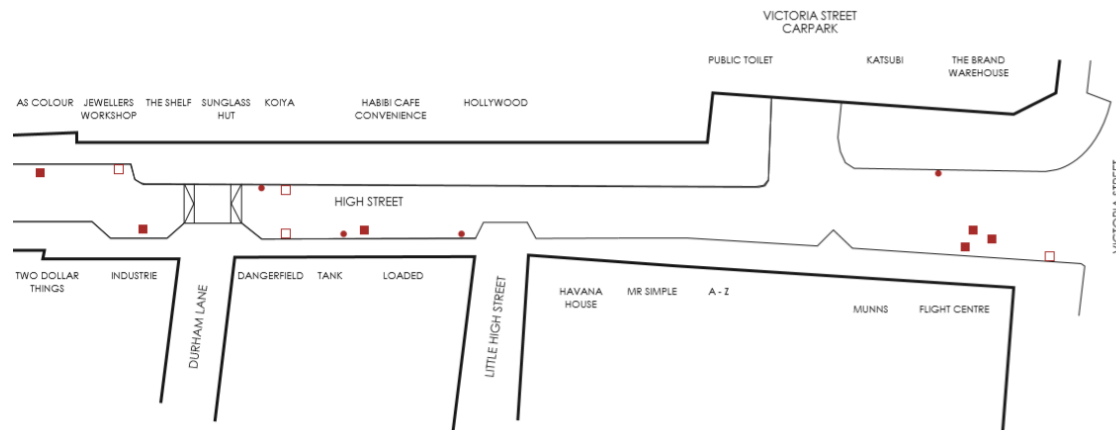 VICTORIA STREET
CARPARK
PUBLIC TOILET
KATSUBI
THE BRAND
WAREHOUSE
AS COLOUR
JEWELLERS
WORKSHOP
THE SHELF
SUNGLASS
HUT
KOIYA
HABIBI CAFE
CONVENIENCE
HOLLYWOOD
VICTORIA STREET
HIGH STREET
TWO DOLLAR
THINGS
INDUSTRIE
DURHAM LANE
DANGERFIELD
TANK
LOADED
LITTLE HIGH STREET
HAVANA
HOUSE
MR SIMPLE
A - Z
MUNNS
FLIGHT CENTRE